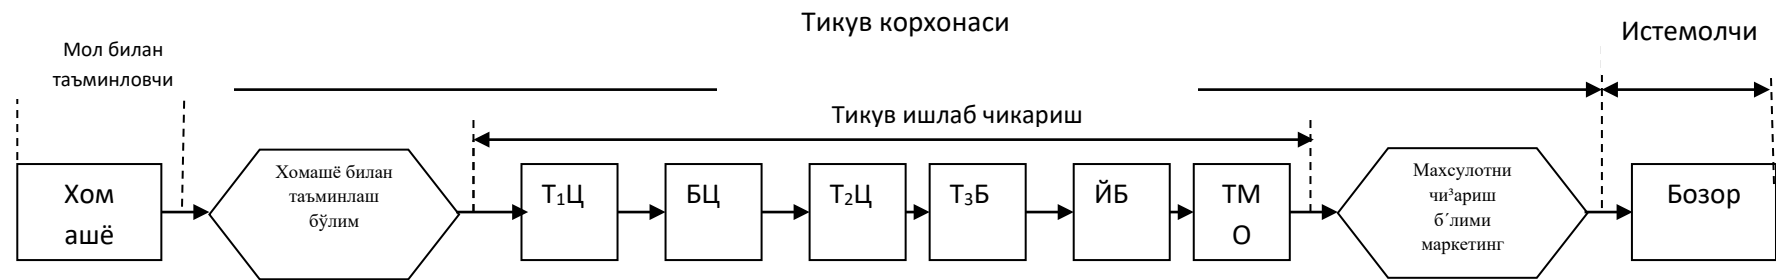 Тикув корхонаси
Истемолчи
Мол билан
таъминловчи
Тикув ишлаб чикариш
Хом
ашё
Хомашё билан
таъминлаш
бўлим
Т₁Ц
БЦ
Т₂Ц
Т₃Б
ЙБ
ТМ
О
Махсулотни
чи³ариш
б´лими
маркетинг
Бозор